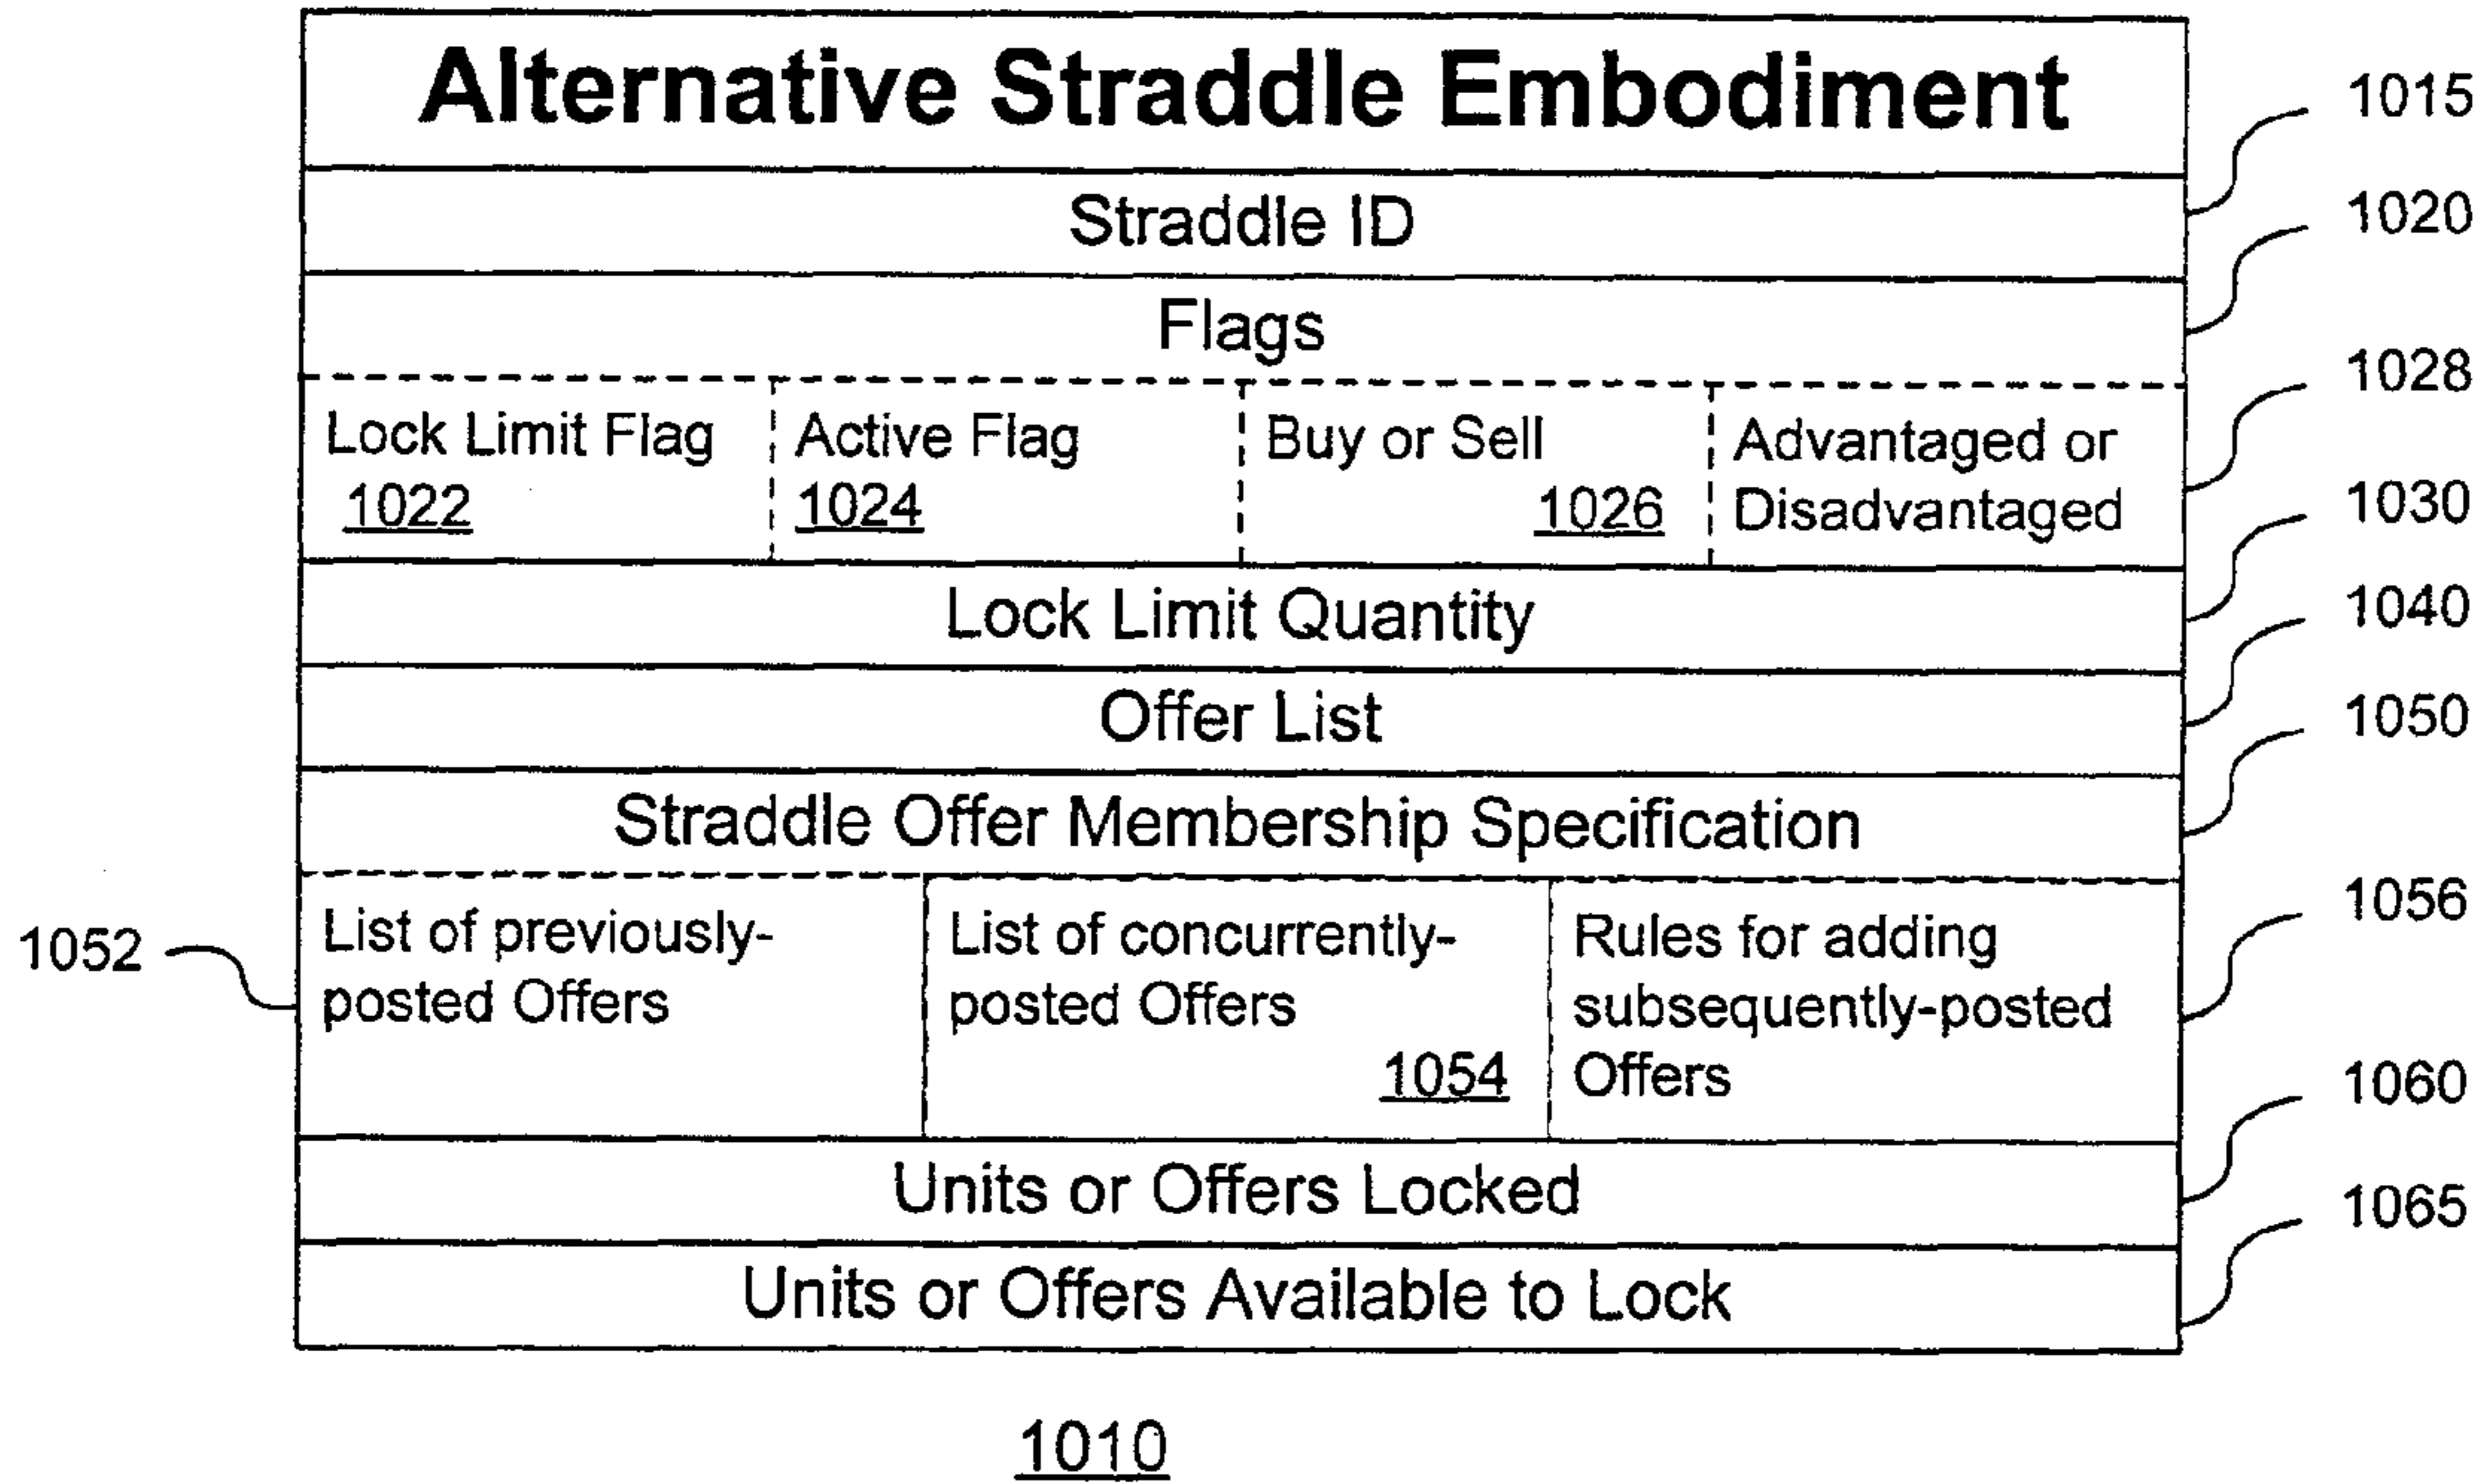 Alternative Straddle Embodiment
1015
Straddle ID
1020
Flags
1028
Lock Limit Flag
1022
Active Flag
1024
Buy or Sell
1026
Advantaged or
Disadvantaged
1030
Lock Limit Quantity
1040
Offer List
1050
Straddle Offer Membership Specification
1056
1052
List of previously-
posted Offers
List of concurrently-
posted Offers
1054
Rules for adding
subsequently-posted
Offers
1060
Units or Offers Locked
1065
Units or Offers Available to Lock
1010